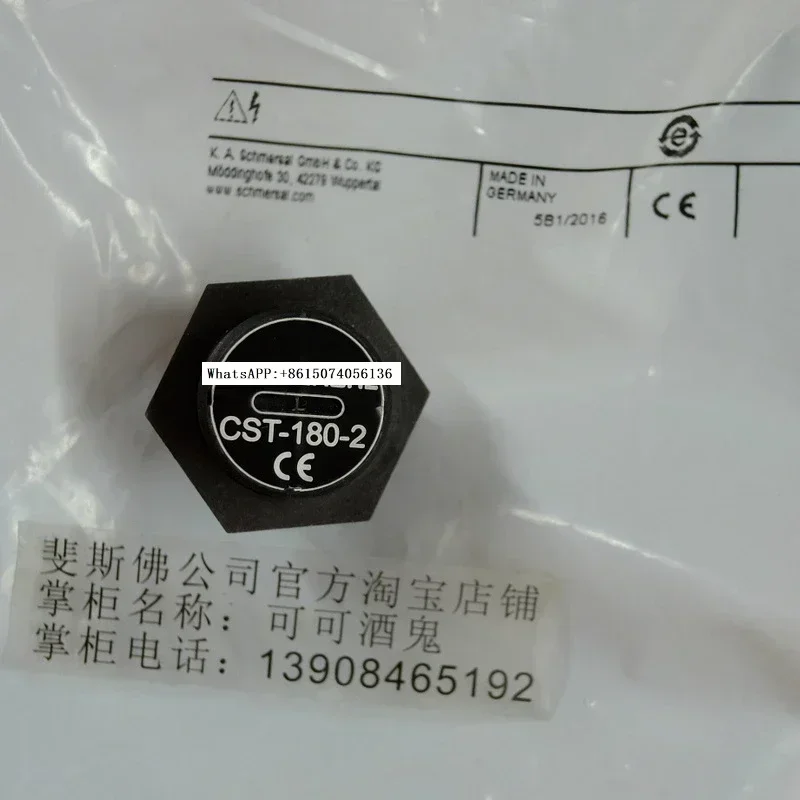 K. A. Schmersal GmbH & Co. KG
Möddinghofe 30, 42279 Wuppertal
www.schmersal.com
MADE IN
GERMANY
5B1/2016
CE
e
WhatsAPP:+8615074056136
CST-180-2
CE
斐斯佛公司官方淘宝店铺
掌柜名称：可可酒鬼
掌柜电话：13908465192